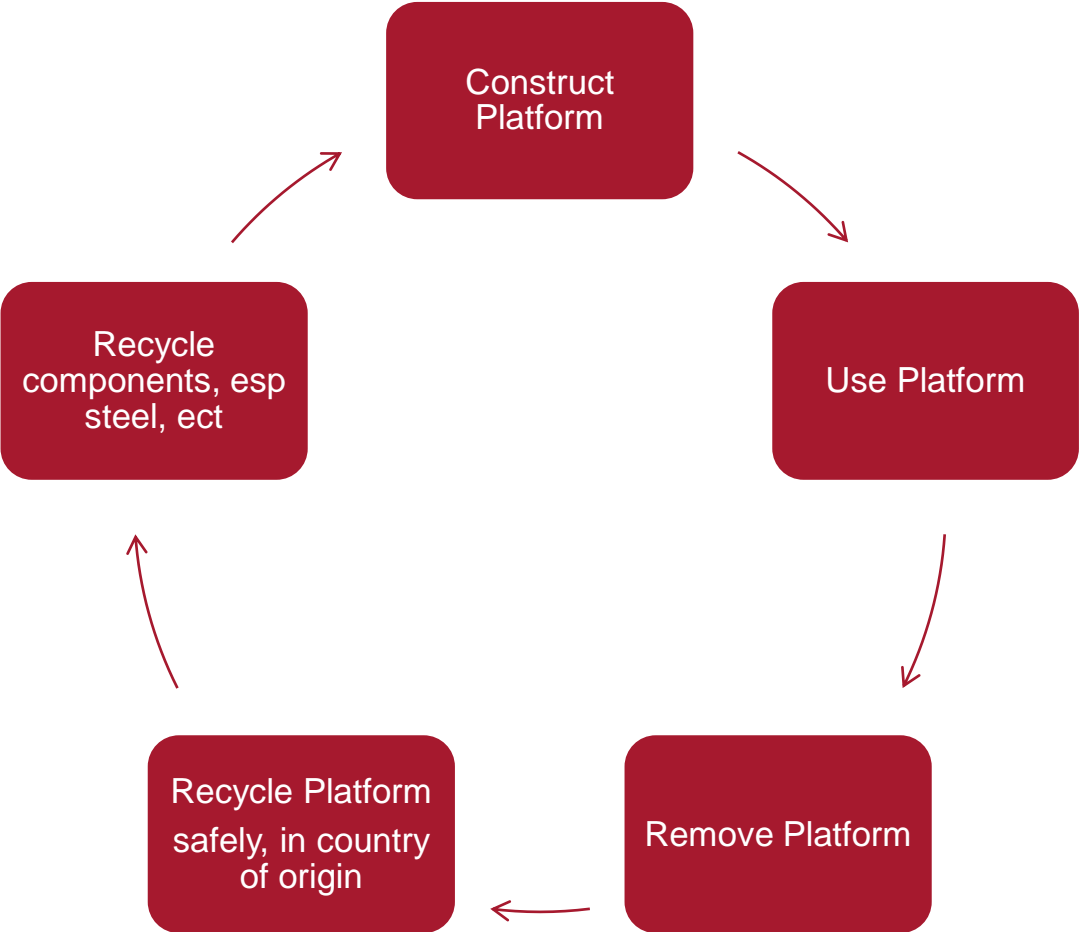 Construct
Platform
Use Platform
Remove Platform
Recycle Platform
safely, in country
of origin
Recycle
components, esp
steel, ect